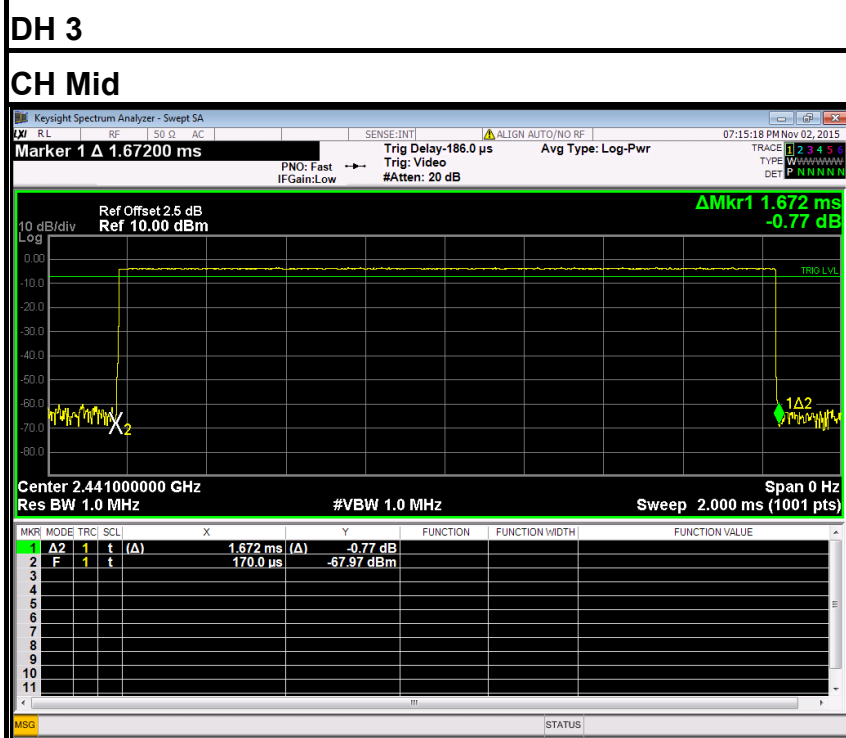 DH 3
CH Mid
Keysight Spectrum Analyzer - Swept SA
LXI RL RF 50 Ω AC SENSE:INT ALIGN AUTO/NO RF 07:15:18 PM Nov 02, 2015
Marker 1 Δ 1.67200 ms
PNO: Fast
IFGain:Low
Trig Delay-186.0 µs
Trig: Video
#Atten: 20 dB
Avg Type: Log-Pwr
TRACE 1 2 3 4 5 6
TYPE WWWWWW
DET P N N N N N
ΔMkr1 1.672 ms
-0.77 dB
Ref Offset 2.5 dB
10 dB/div Ref 10.00 dBm
Log
0.00
TRIG LVL
-10.0
-20.0
-30.0
-40.0
-50.0
-60.0
1Δ2
-70.0
2
-80.0
Center 2.441000000 GHz Span 0 Hz
Res BW 1.0 MHz #VBW 1.0 MHz Sweep 2.000 ms (1001 pts)
MKR MODE TRC SCL X Y FUNCTION FUNCTION WIDTH FUNCTION VALUE
1 Δ2 1 t (Δ) 1.672 ms (Δ) -0.77 dB
2 F 1 t 170.0 µs -67.97 dBm
3
4
5
6
7
8
9
10
11
MSG STATUS